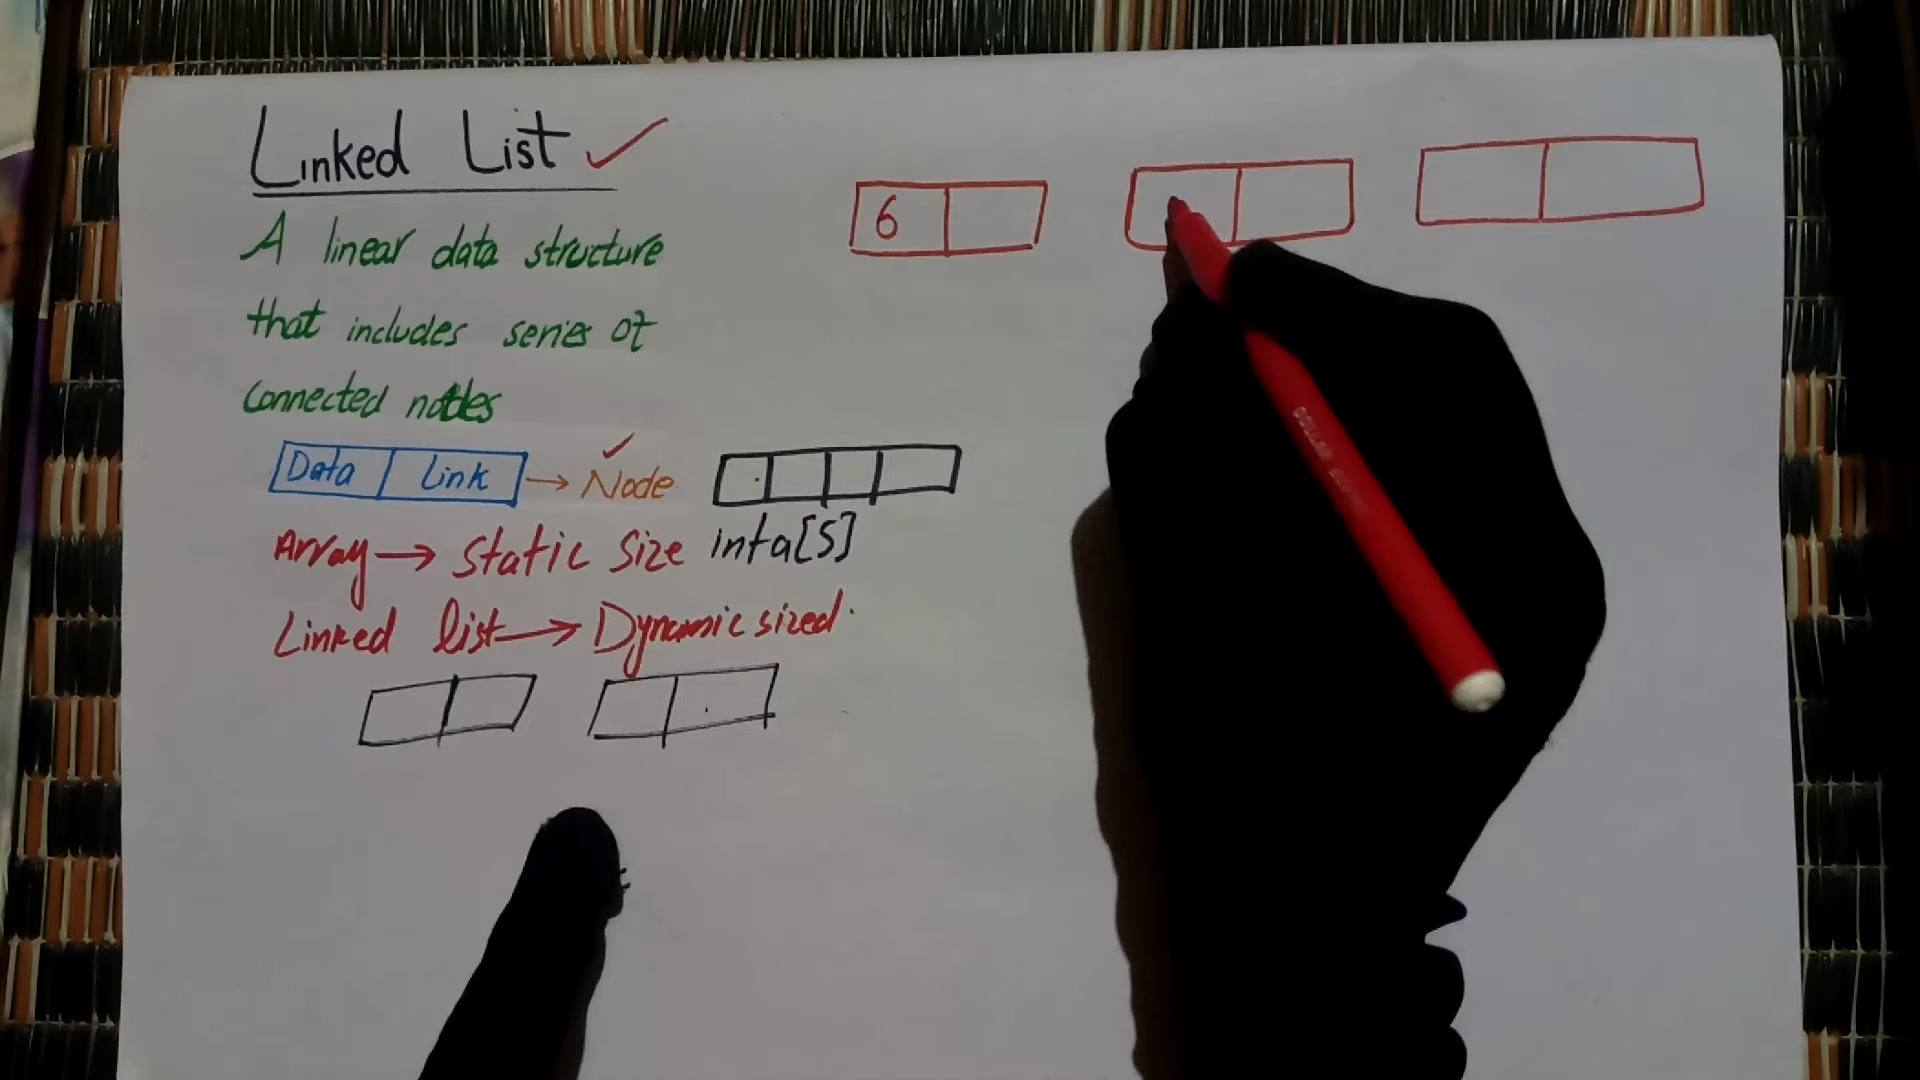 Linked List
A linear data structure
that includes series of
connected nodes
Data Link → Node
Array → Static Size int a[5]
Linked list → Dynamic sized.
6